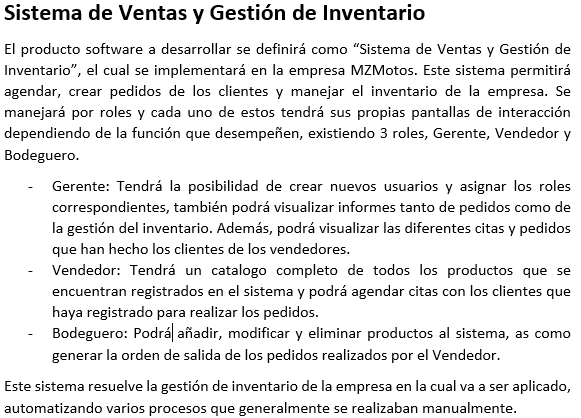 Sistema de Ventas y Gestión de Inventario
El producto software a desarrollar se definirá como “Sistema de Ventas y Gestión de
Inventario”, el cual se implementará en la empresa MZMotos. Este sistema permitirá
agendar, crear pedidos de los clientes y manejar el inventario de la empresa. Se
manejará por roles y cada uno de estos tendrá sus propias pantallas de interacción
dependiendo de la función que desempeñen, existiendo 3 roles, Gerente, Vendedor y
Bodeguero.
- Gerente: Tendrá la posibilidad de crear nuevos usuarios y asignar los roles
correspondientes, también podrá visualizar informes tanto de pedidos como de
la gestión del inventario. Además, podrá visualizar las diferentes citas y pedidos
que han hecho los clientes de los vendedores.
- Vendedor: Tendrá un catalogo completo de todos los productos que se
encuentran registrados en el sistema y podrá agendar citas con los clientes que
haya registrado para realizar los pedidos.
- Bodeguero: Podrá añadir, modificar y eliminar productos al sistema, as como
generar la orden de salida de los pedidos realizados por el Vendedor.
Este sistema resuelve la gestión de inventario de la empresa en la cual va a ser aplicado,
automatizando varios procesos que generalmente se realizaban manualmente.